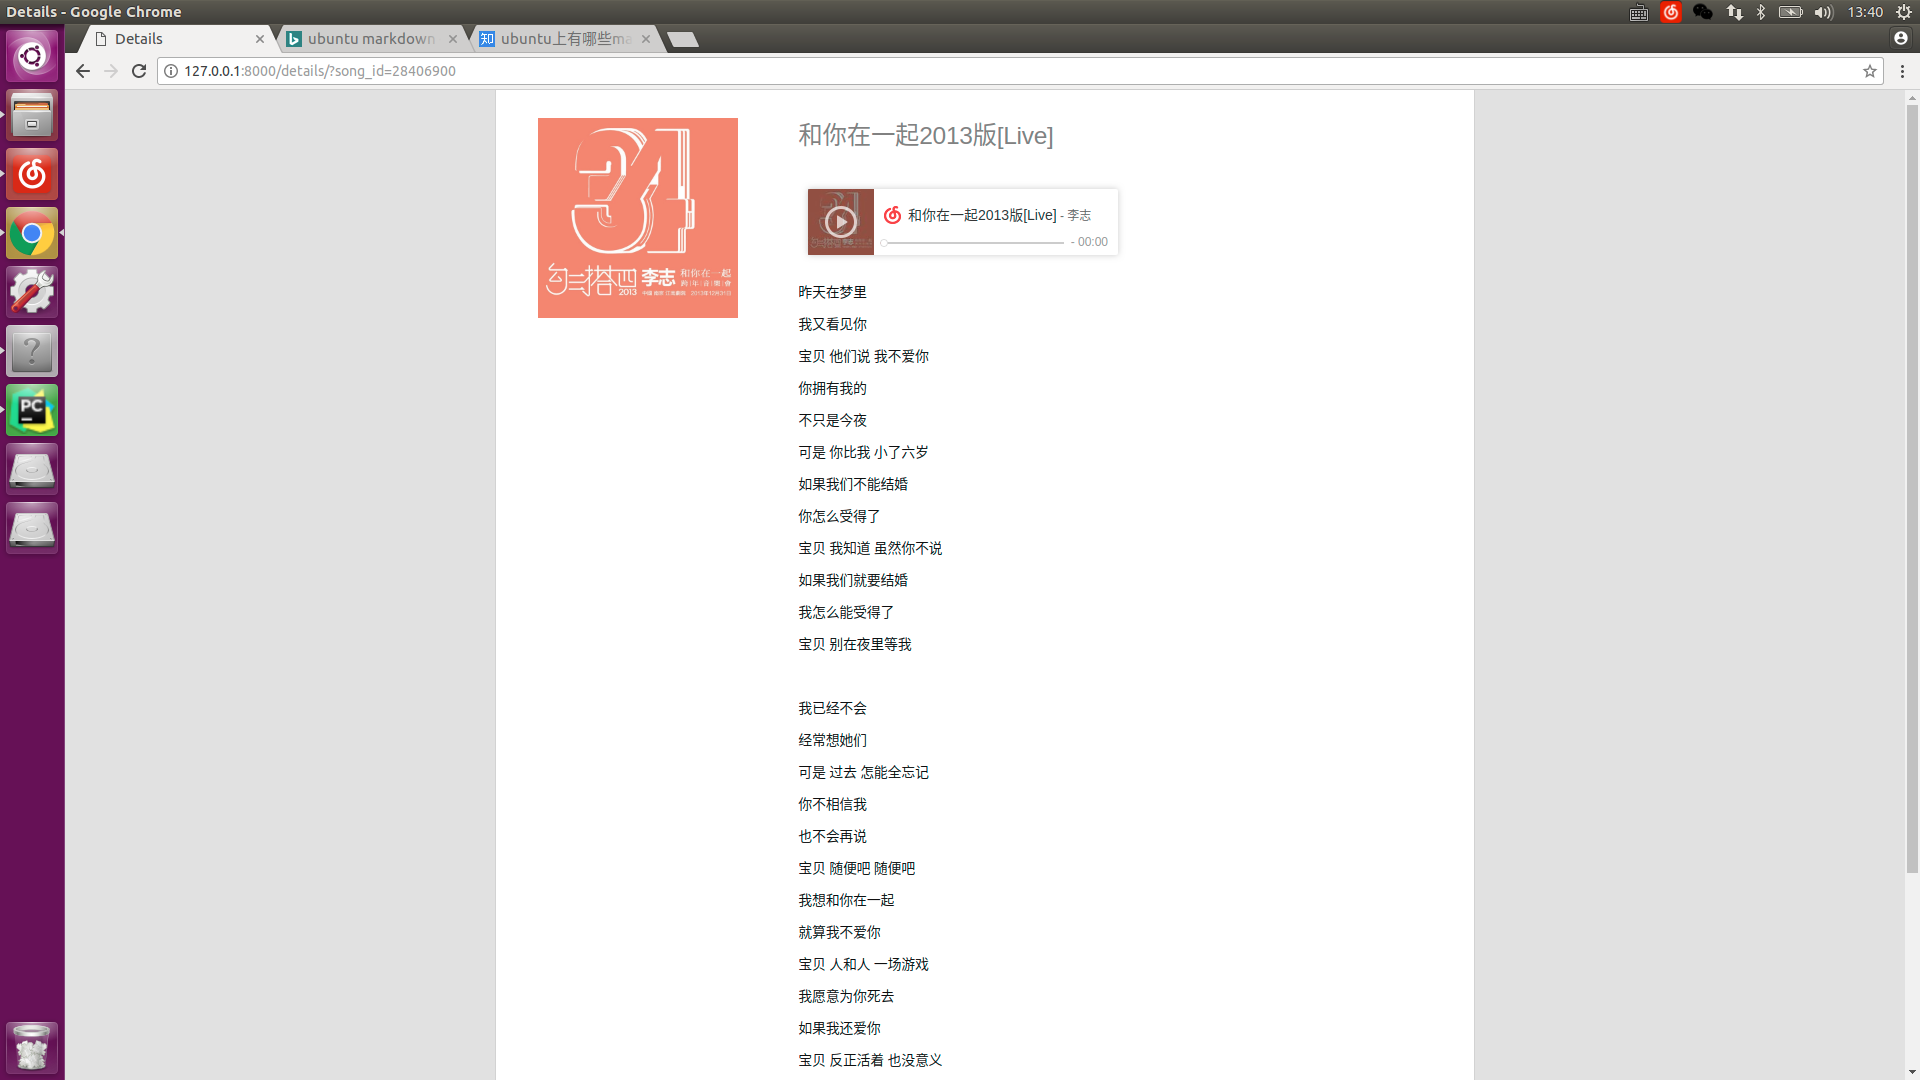 Details - Google Chrome
13:40
Details
ubuntu markdown
ubuntu上有哪些ma
127.0.0.1:8000/details/?song_id=28406900
和你在一起2013版[Live]
34
勾三搭四 李志 和你在一起
2013
和你在一起2013版[Live] - 李志
- 00:00
昨天在梦里
我又看见你
宝贝 他们说 我不爱你
你拥有我的
不只是今夜
可是 你比我 小了六岁
如果我们不能结婚
你怎么受得了
宝贝 我知道 虽然你不说
如果我们就要结婚
我怎么能受得了
宝贝 别在夜里等我
我已经不会
经常想她们
可是 过去 怎能全忘记
你不相信我
也不会再说
宝贝 随便吧 随便吧
我想和你在一起
就算我不爱你
宝贝 人和人 一场游戏
我愿意为你死去
如果我还爱你
宝贝 反正活着 也没意义
PC